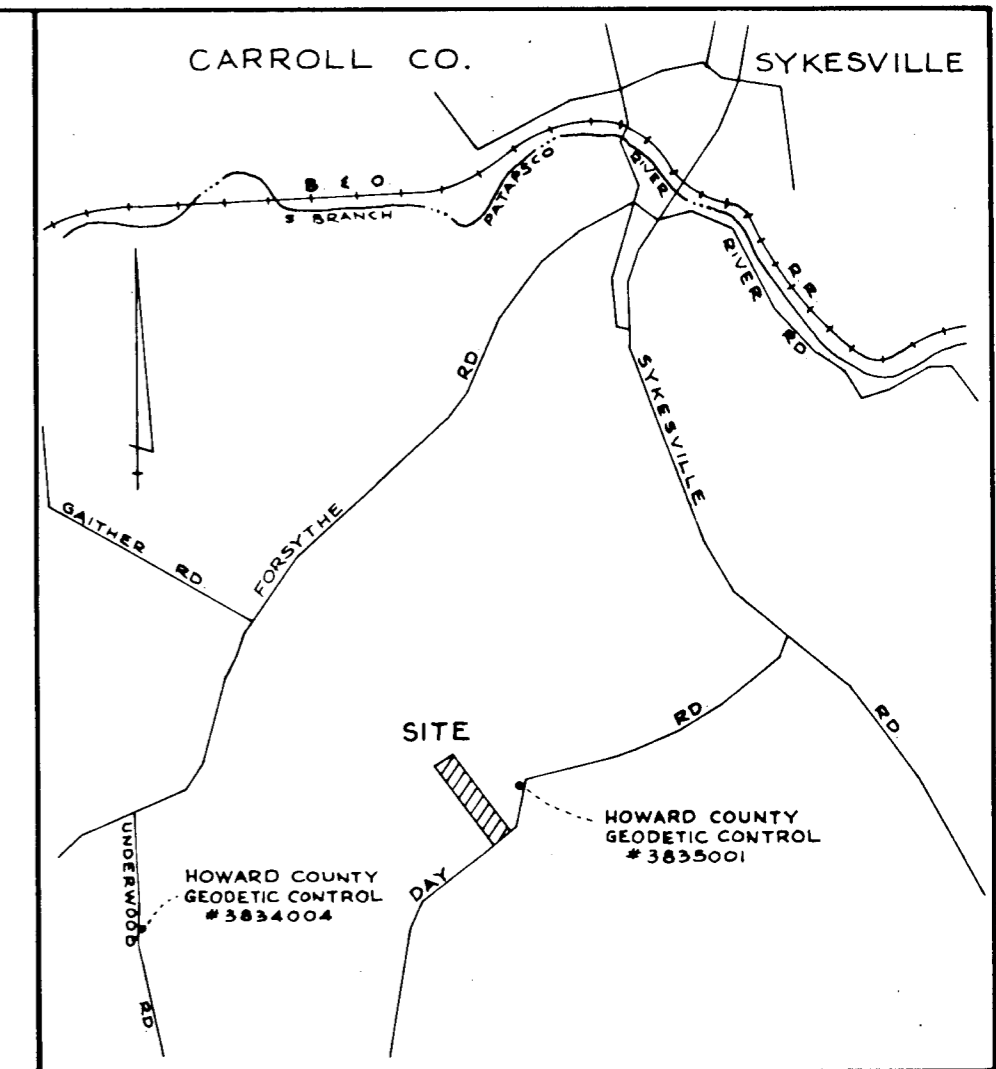 CARROLL CO.
SYKESVILLE
B. & O.
S BRANCH
PATAPSCO
RIVER
R.R.
RIVER
RD.
FORSYTHE
RD.
SYKESVILLE
RD.
GAITHER
RD.
SITE
DAY
RD.
HOWARD COUNTY
GEODETIC CONTROL
#3835001
UNDERWOOD
RD.
HOWARD COUNTY
GEODETIC CONTROL
#3834004